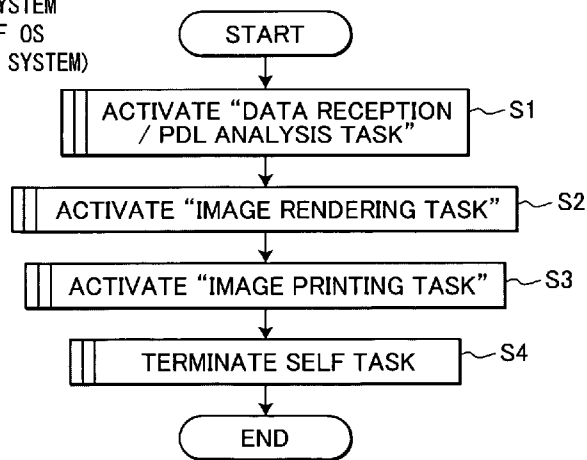 YSTEM
F OS
SYSTEM)
START
ACTIVATE “DATA RECEPTION
/ PDL ANALYSIS TASK”
S1
ACTIVATE “IMAGE RENDERING TASK”
S2
ACTIVATE “IMAGE PRINTING TASK”
S3
TERMINATE SELF TASK
S4
END